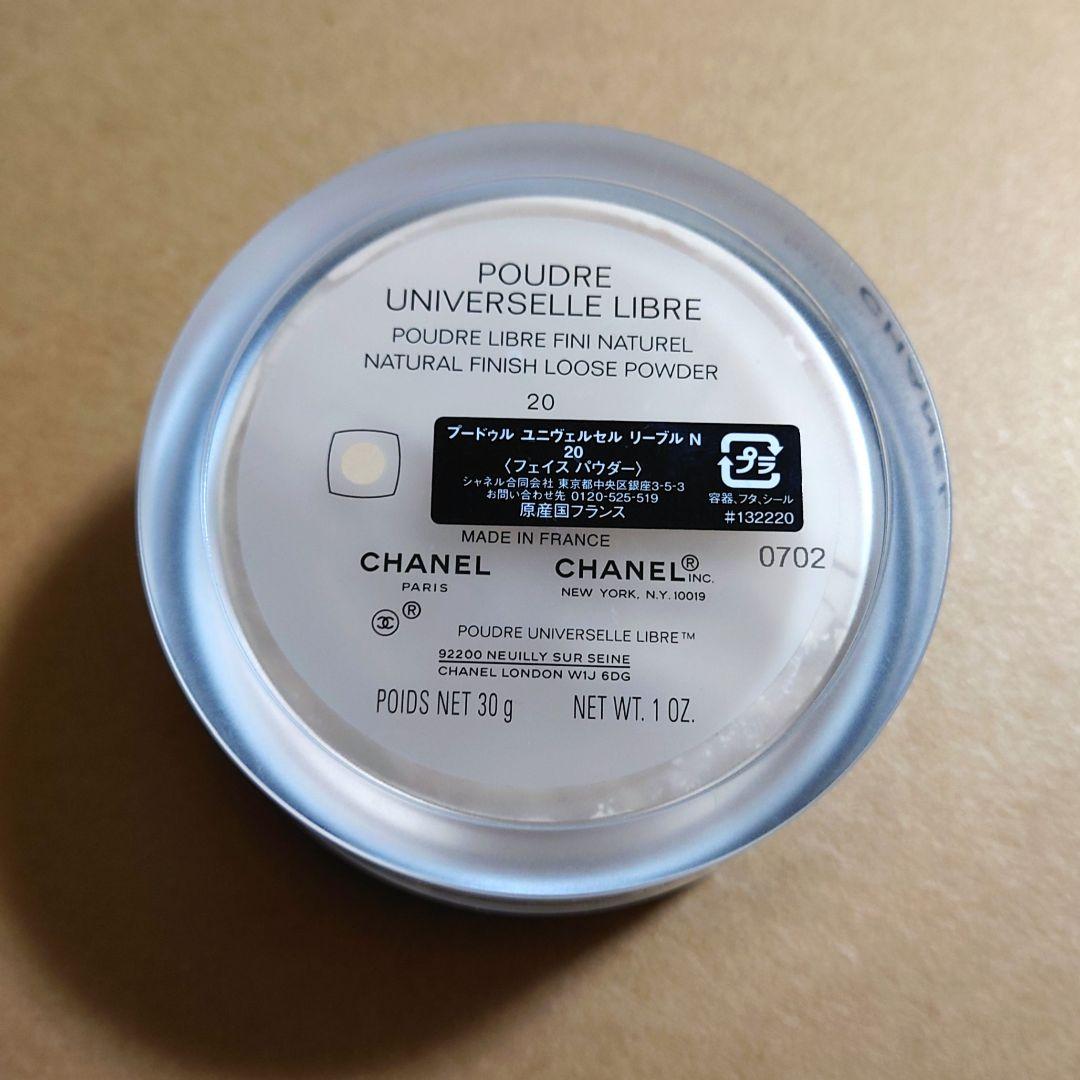 POUDRE
UNIVERSELLE LIBRE
POUDRE LIBRE FINI NATUREL
NATURAL FINISH LOOSE POWDER
20
プードゥル ユニヴェルセル リーブル N
20
〈フェイス パウダー〉
シャネル合同会社 東京都中央区銀座3-5-3
お問い合わせ先 0120-525-519
原産国フランス
プラ
容器、フタ、シール
#132220
MADE IN FRANCE
0702
CHANEL
PARIS
CHANEL® INC.
NEW YORK, N.Y. 10019
®
POUDRE UNIVERSELLE LIBRE™
92200 NEUILLY SUR SEINE
CHANEL LONDON W1J 6DG
POIDS NET 30 g NET WT. 1 OZ.